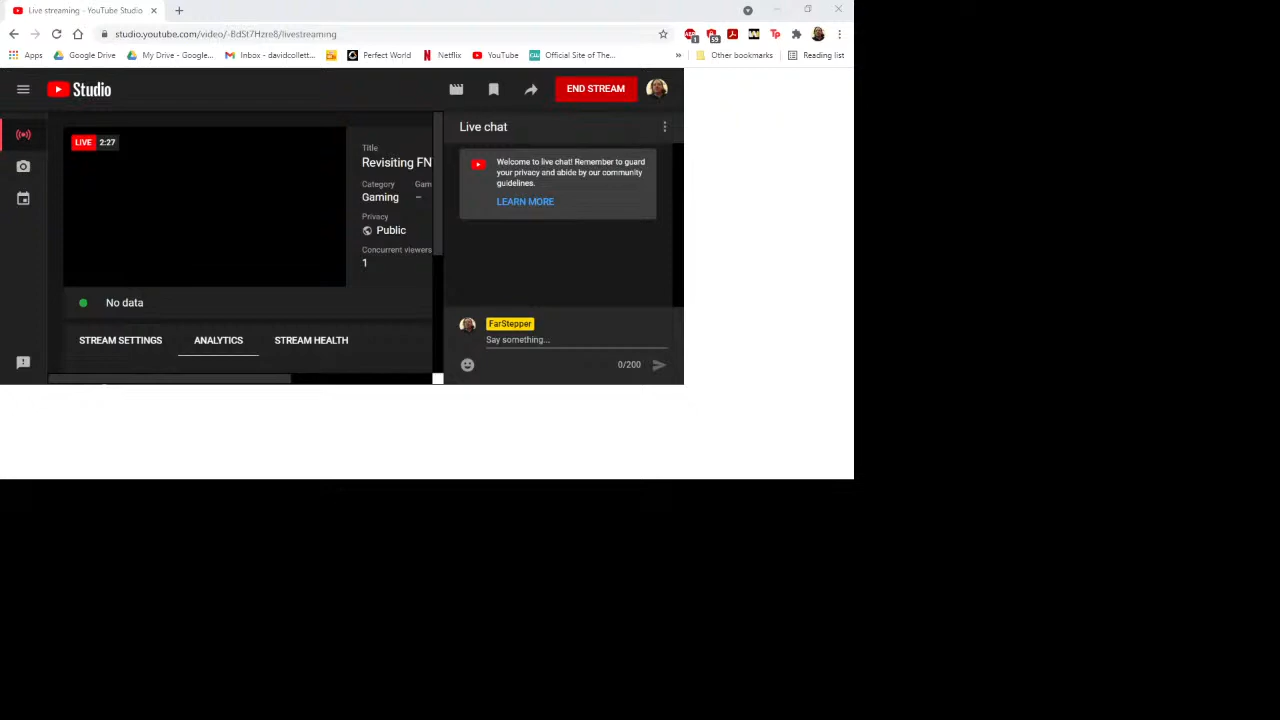 Live streaming - YouTube Studio
studio.youtube.com/video/-BdSt7Hzre8/livestreaming
1
59
Apps
Google Drive
My Drive - Google...
Inbox - davidcollett...
Perfect World
Netflix
YouTube
Official Site of The...
»
Other bookmarks
Reading list
Studio
END STREAM
LIVE 2:27
Title
Revisiting FN
Category Gam
Gaming –
Privacy
Public
Concurrent viewers
1
No data
STREAM SETTINGS
ANALYTICS
STREAM HEALTH
Live chat
Welcome to live chat! Remember to guard
your privacy and abide by our community
guidelines.
LEARN MORE
FarStepper
Say something...
0/200